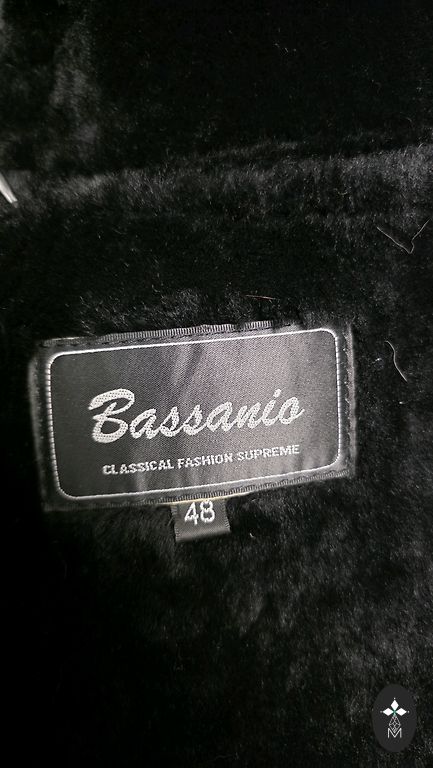 Bassanio
CLASSICAL FASHION SUPREME
48
M